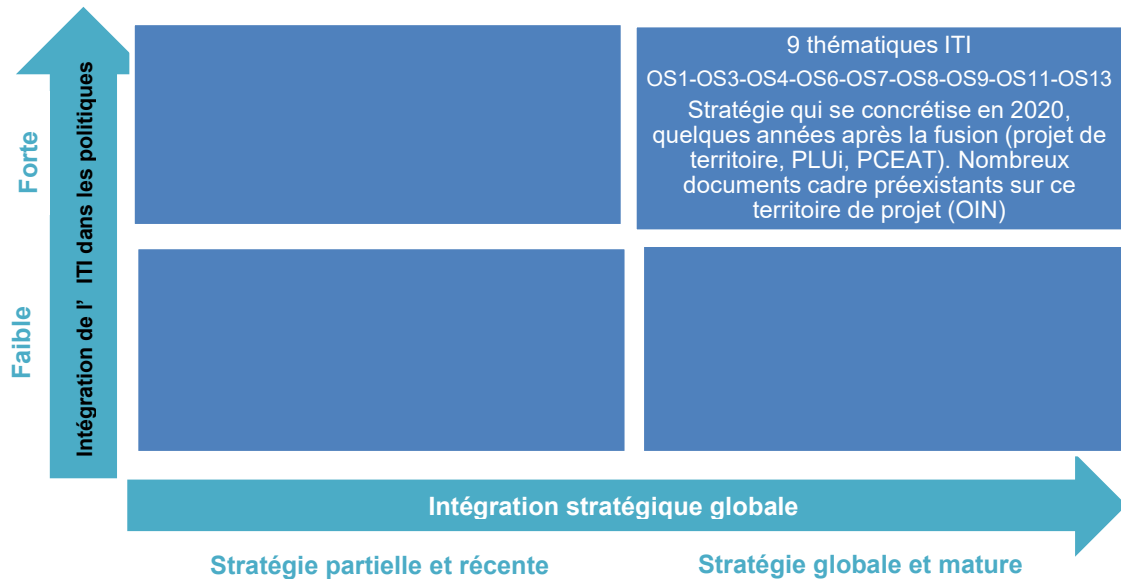 9 thématiques ITI
OS1-OS3-OS4-OS6-OS7-OS8-OS9-OS11-OS13
Stratégie qui se concrétise en 2020,
quelques années après la fusion (projet de
territoire, PLUi, PCEAT). Nombreux
documents cadre préexistants sur ce
territoire de projet (OIN)
Forte
Faible
Intégration de l’ ITI dans les politiques
Intégration stratégique globale
Stratégie partielle et récente
Stratégie globale et mature